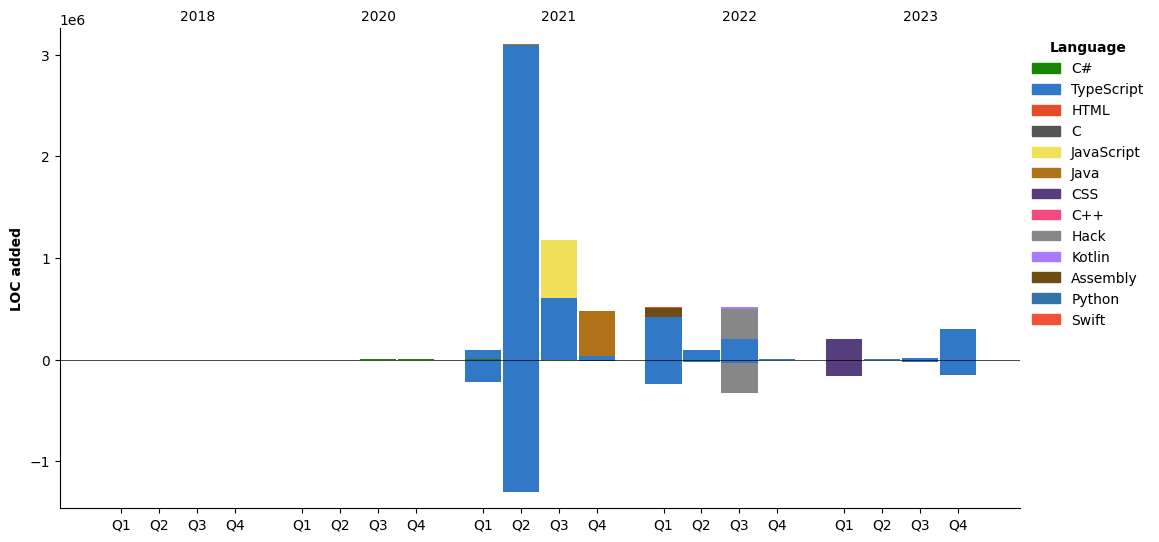 1e6
2018 2020 2021 2022 2023
3
2
1
0
−1
LOC added
Q1 Q2 Q3 Q4 Q1 Q2 Q3 Q4 Q1 Q2 Q3 Q4 Q1 Q2 Q3 Q4 Q1 Q2 Q3 Q4
Language
C#
TypeScript
HTML
C
JavaScript
Java
CSS
C++
Hack
Kotlin
Assembly
Python
Swift